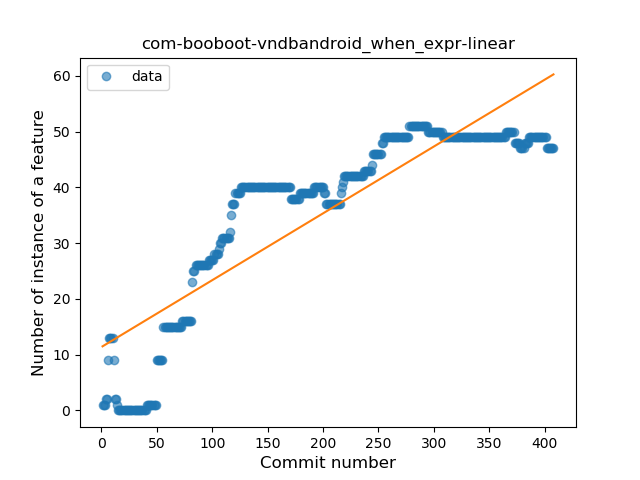 com-booboot-vndbandroid_when_expr-linear
data
Number of instance of a feature
60
50
40
30
20
10
0
0 50 100 150 200 250 300 350 400
Commit number